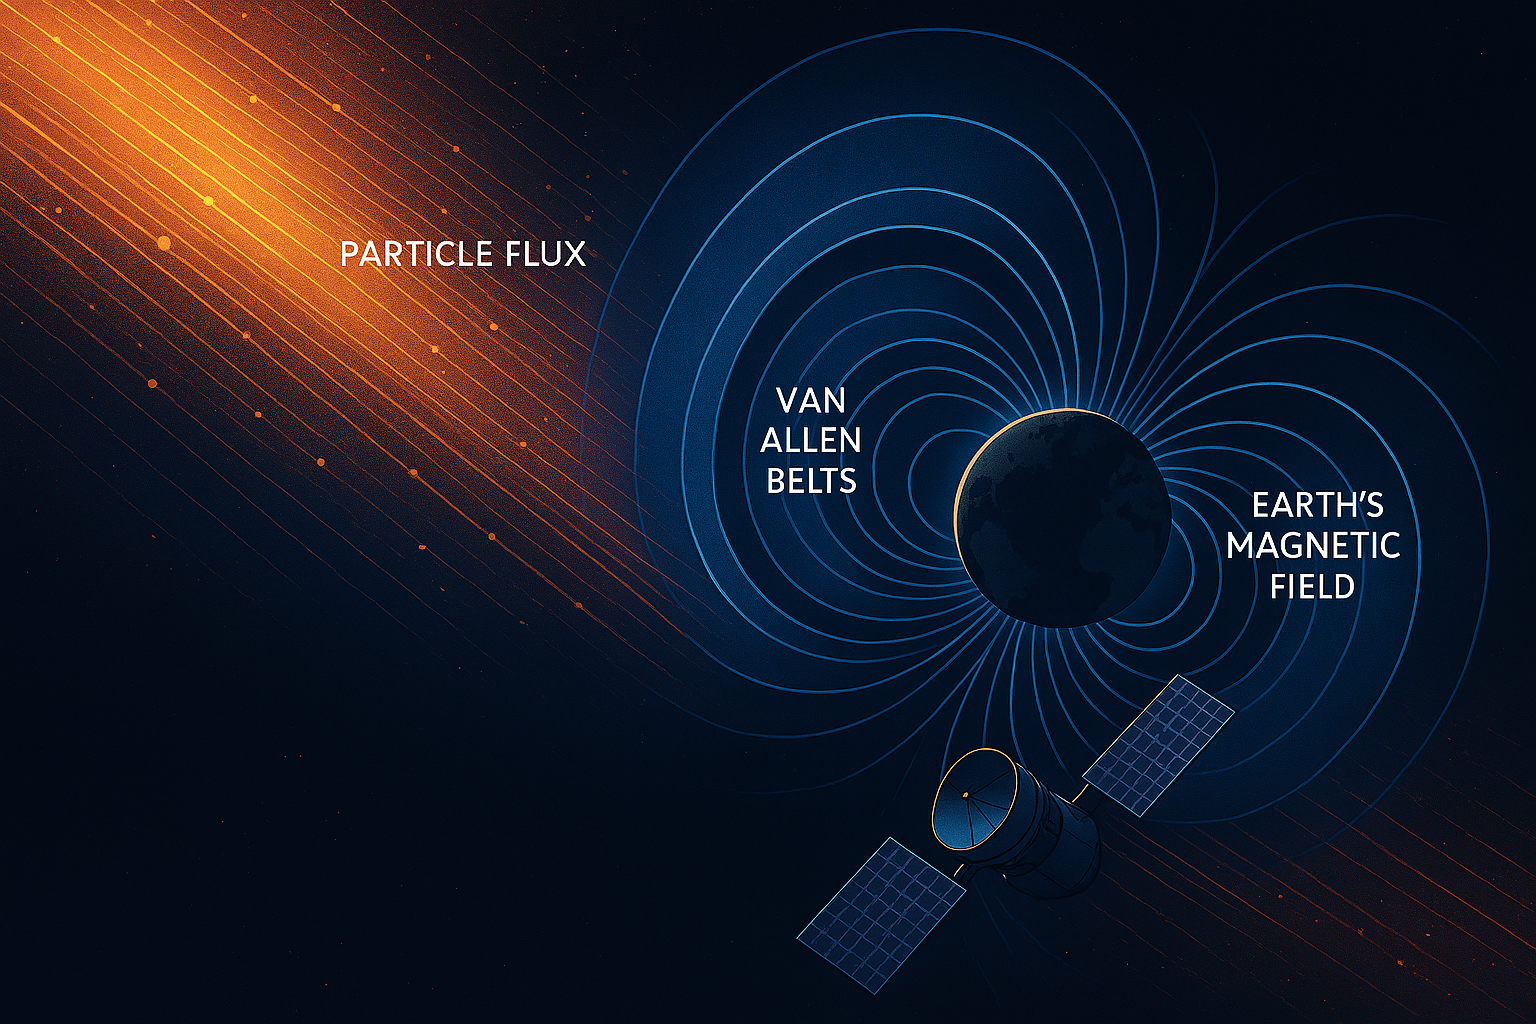 PARTICLE FLUX
VAN
ALLEN
BELTS
EARTH'S
MAGNETIC
FIELD